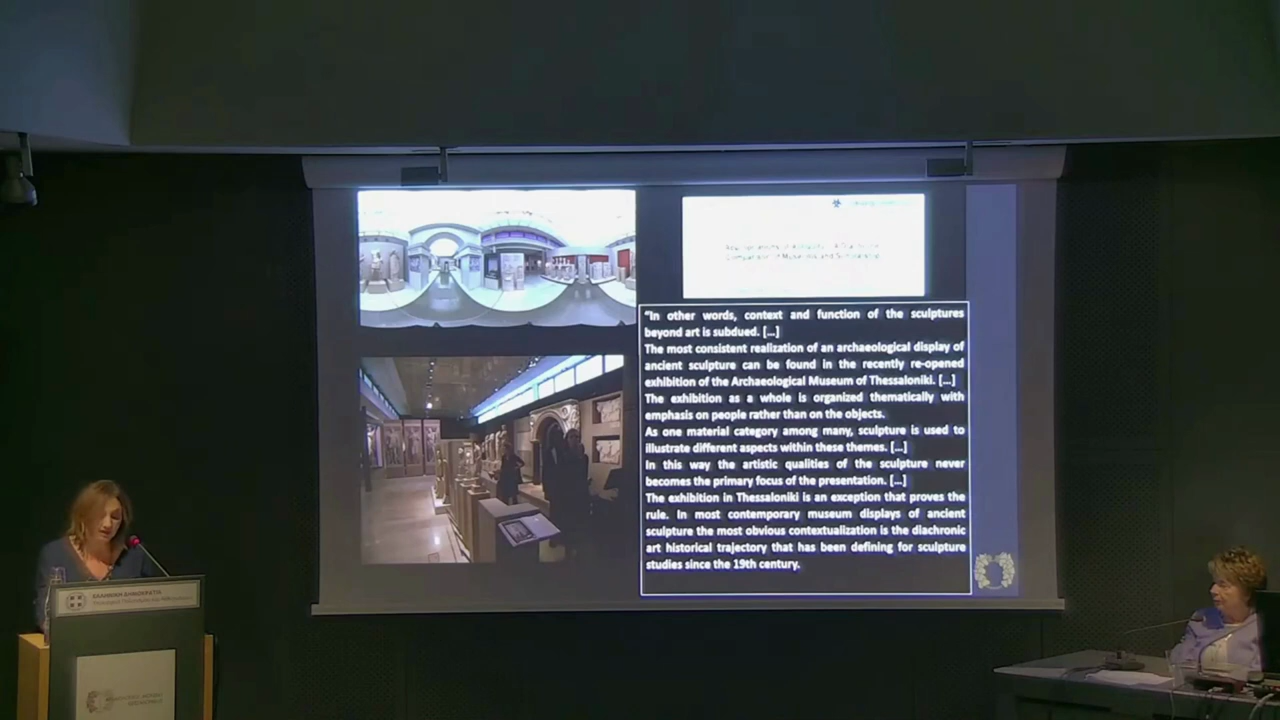 “In other words, context and function of the sculptures
beyond art is subdued. [...]
The most consistent realization of an archaeological display of
ancient sculpture can be found in the recently re-opened
exhibition of the Archaeological Museum of Thessaloniki. [...]
The exhibition as a whole is organized thematically with
emphasis on people rather than on the objects.
As one material category among many, sculpture is used to
illustrate different aspects within these themes. [...]
In this way the artistic qualities of the sculpture never
becomes the primary focus of the presentation. [...]
The exhibition in Thessaloniki is an exception that proves the
rule. In most contemporary museum displays of ancient
sculpture the most obvious contextualization is the diachronic
art historical trajectory that has been defining for sculpture
studies since the 19th century.
ΕΛΛΗΝΙΚΗ ΔΗΜΟΚΡΑΤΙΑ